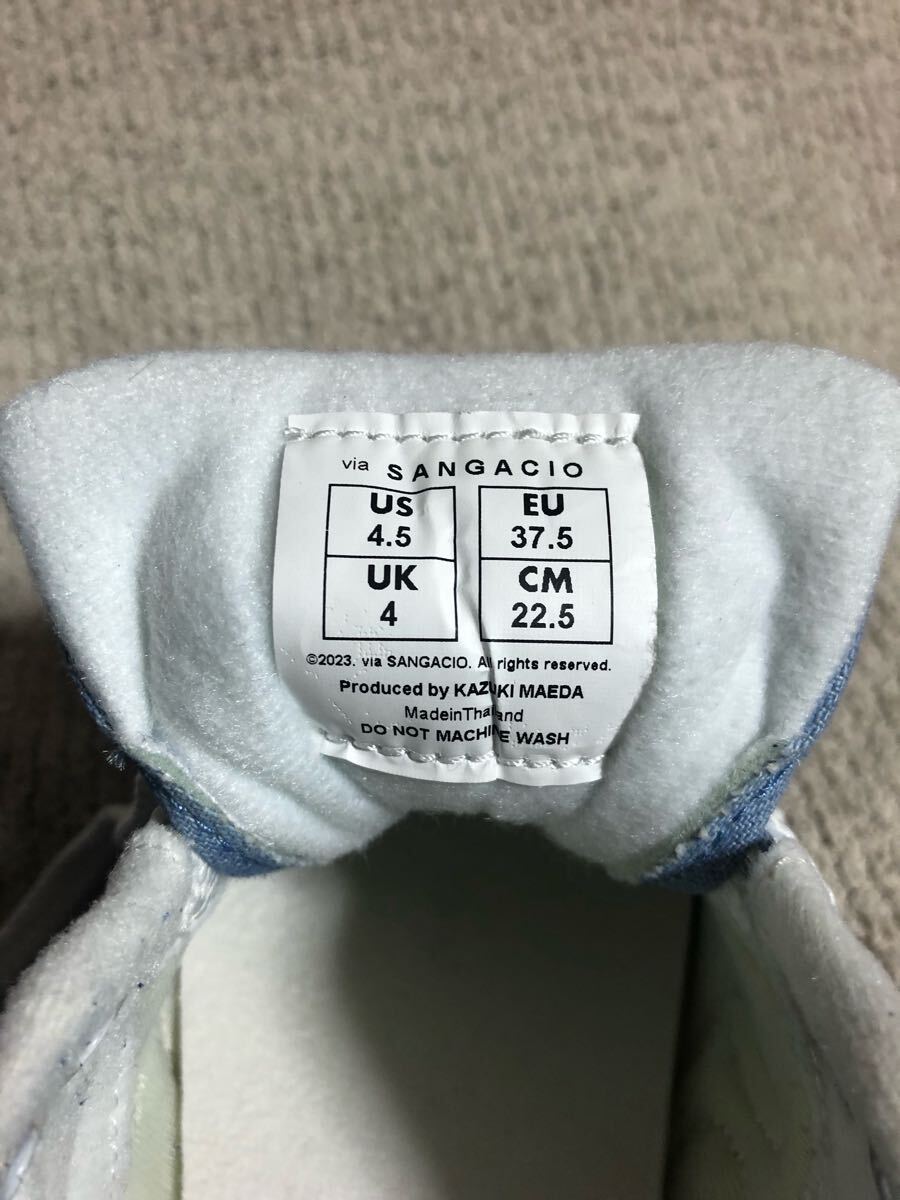 via SANGACIO
US EU
4.5 37.5
UK CM
4 22.5
©2023. via SANGACIO. All rights reserved.
Produced by KAZUKI MAEDA
MadeinThailand
DO NOT MACHINE WASH